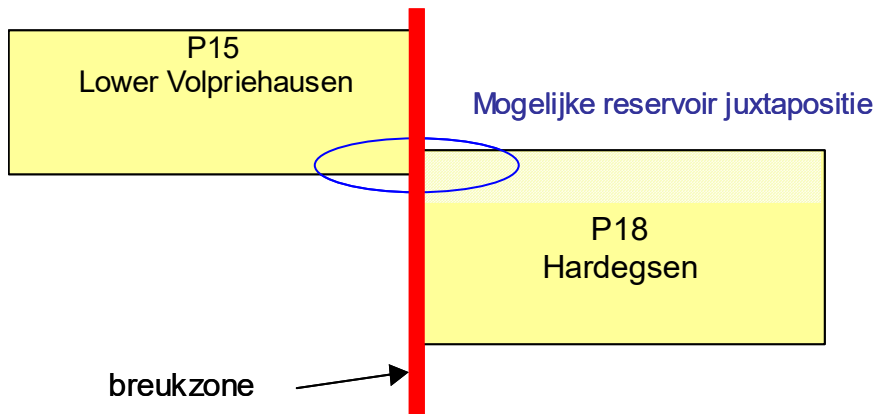 P15
Lower Volpriehausen
Mogelijke reservoir juxtapositie
P18
Hardegsen
breukzone